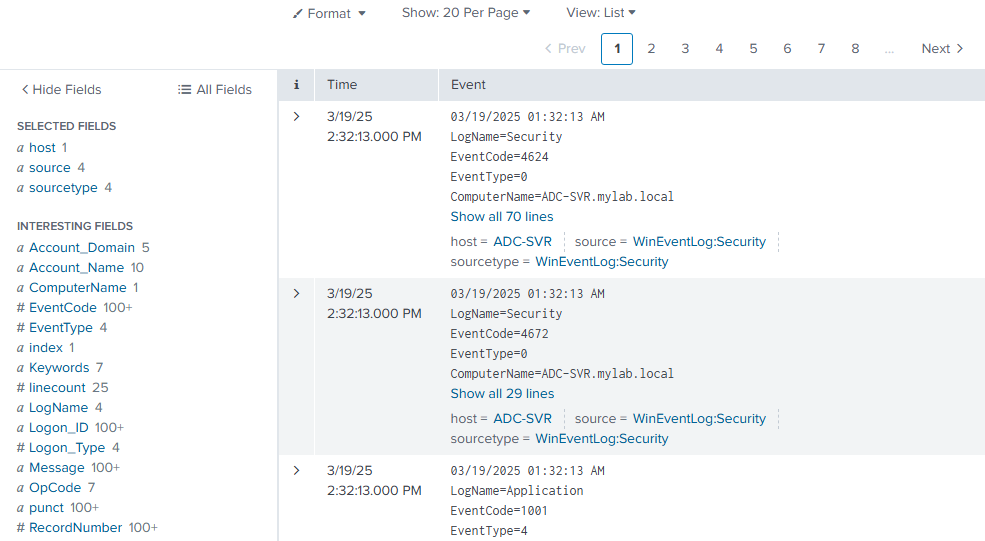 Format
Show: 20 Per Page
View: List
Prev 1 2 3 4 5 6 7 8 ... Next
Hide Fields
All Fields
SELECTED FIELDS
a host 1
a source 4
a sourcetype 4
INTERESTING FIELDS
a Account_Domain 5
a Account_Name 10
a ComputerName 1
# EventCode 100+
# EventType 4
a index 1
a Keywords 7
# linecount 25
a LogName 4
a Logon_ID 100+
# Logon_Type 4
a Message 100+
a OpCode 7
a punct 100+
# RecordNumber 100+
i Time Event
3/19/25
2:32:13.000 PM
03/19/2025 01:32:13 AM
LogName=Security
EventCode=4624
EventType=0
ComputerName=ADC-SVR.mylab.local
Show all 70 lines
host = ADC-SVR source = WinEventLog:Security
sourcetype = WinEventLog:Security
3/19/25
2:32:13.000 PM
03/19/2025 01:32:13 AM
LogName=Security
EventCode=4672
EventType=0
ComputerName=ADC-SVR.mylab.local
Show all 29 lines
host = ADC-SVR source = WinEventLog:Security
sourcetype = WinEventLog:Security
3/19/25
2:32:13.000 PM
03/19/2025 01:32:13 AM
LogName=Application
EventCode=1001
EventType=4